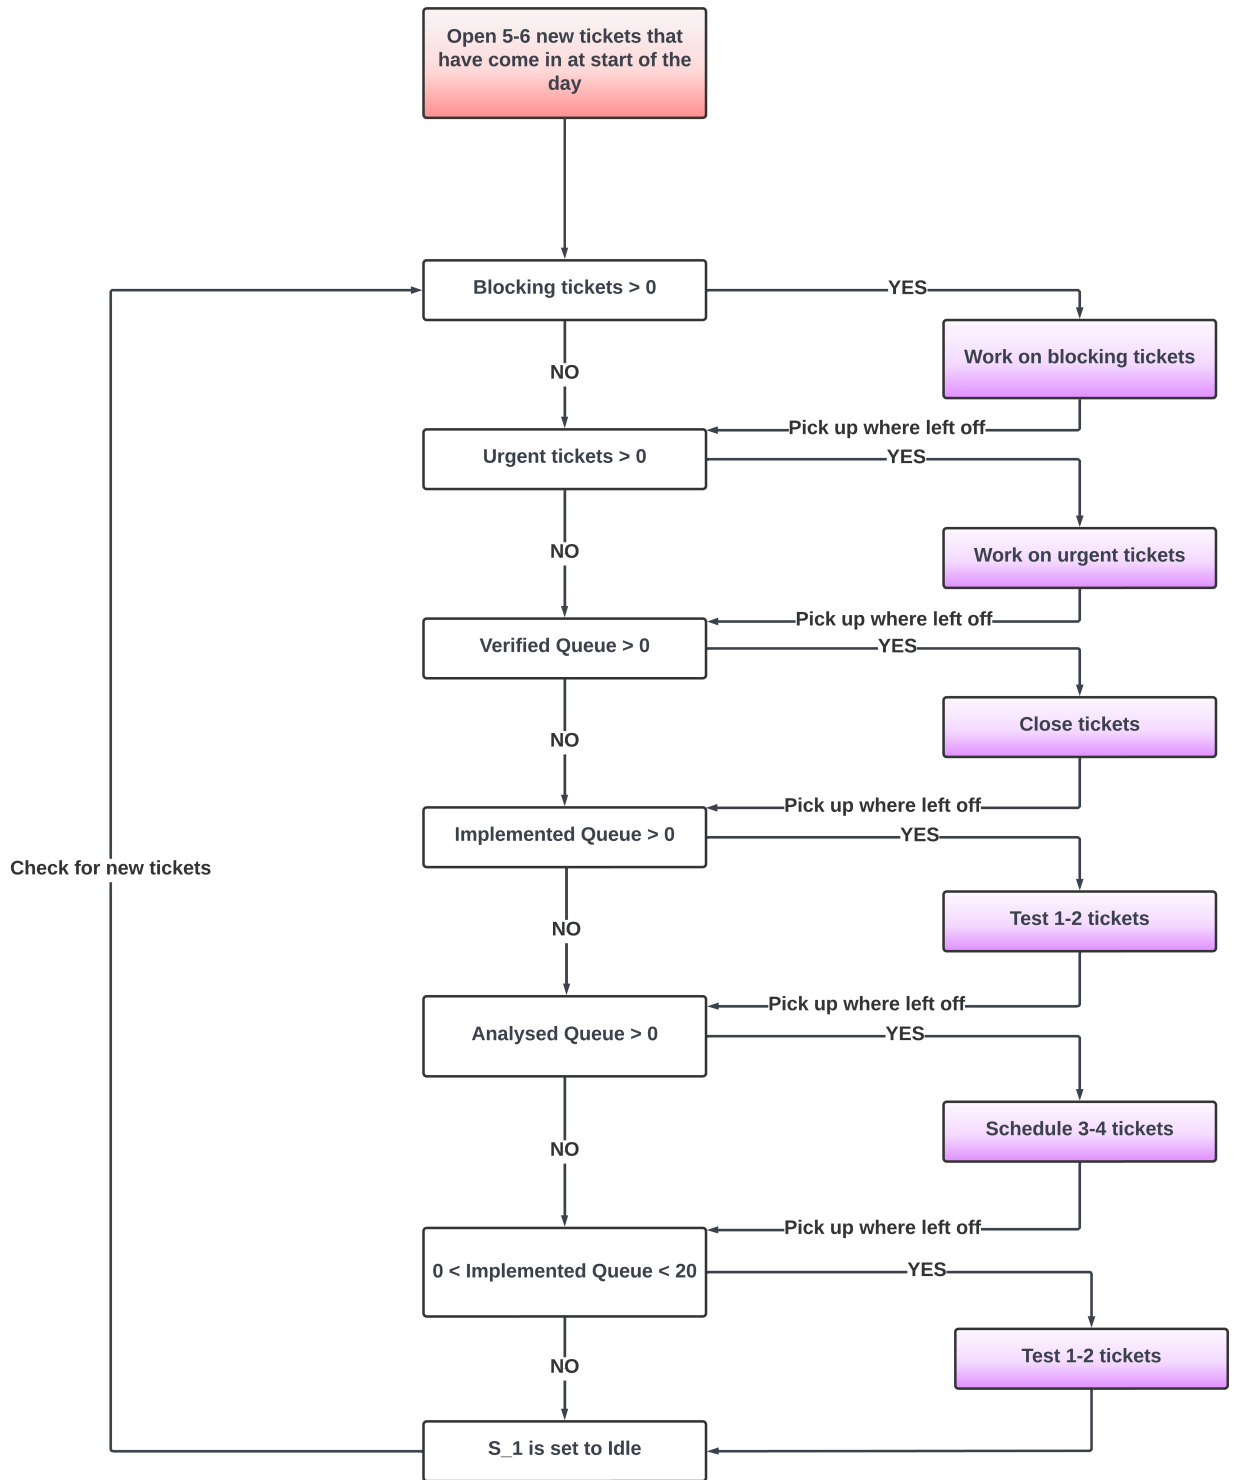 Open 5-6 new tickets that
have come in at start of the
day
Blocking tickets > 0
YES
Work on blocking tickets
NO
Pick up where left off
Urgent tickets > 0
YES
NO
Work on urgent tickets
Pick up where left off
Verified Queue > 0
YES
Close tickets
NO
Pick up where left off
Implemented Queue > 0
YES
Check for new tickets
Test 1-2 tickets
NO
Pick up where left off
Analysed Queue > 0
YES
Schedule 3-4 tickets
NO
Pick up where left off
0 < Implemented Queue < 20
YES
Test 1-2 tickets
NO
S_1 is set to Idle